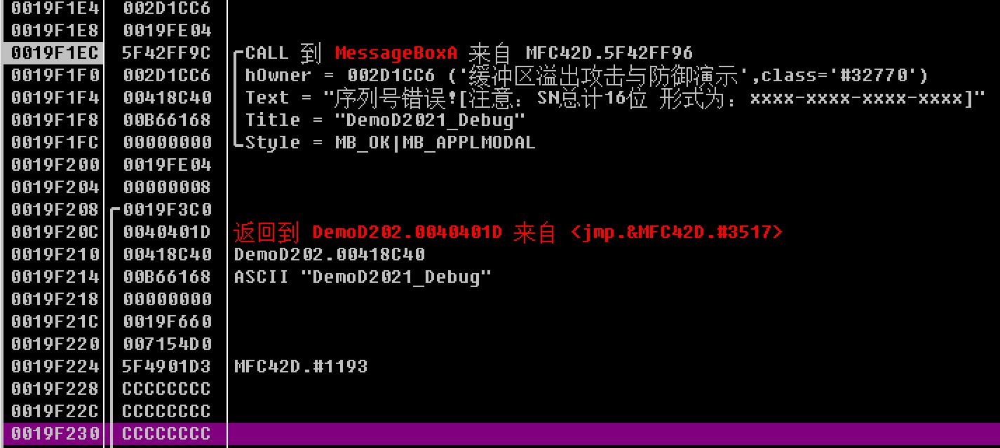 0019F1E4 002D1CC6
0019F1E8 0019FE04
0019F1EC 5F42FF9C CALL 到 MessageBoxA 来自 MFC42D.5F42FF96
0019F1F0 002D1CC6 hOwner = 002D1CC6 ('缓冲区溢出攻击与防御演示',class='#32770')
0019F1F4 00418C40 Text = "序列号错误![注意：SN总计16位 形式为：xxxx-xxxx-xxxx-xxxx]"
0019F1F8 00B66168 Title = "DemoD2021_Debug"
0019F1FC 00000000 Style = MB_OK|MB_APPLMODAL
0019F200 0019FE04
0019F204 00000008
0019F208 0019F3C0
0019F20C 0040401D 返回到 DemoD202.0040401D 来自 <jmp.&MFC42D.#3517>
0019F210 00418C40 DemoD202.00418C40
0019F214 00B66168 ASCII "DemoD2021_Debug"
0019F218 00000000
0019F21C 0019F660
0019F220 007154D0
0019F224 5F4901D3 MFC42D.#1193
0019F228 CCCCCCCC
0019F22C CCCCCCCC
0019F230 CCCCCCCC